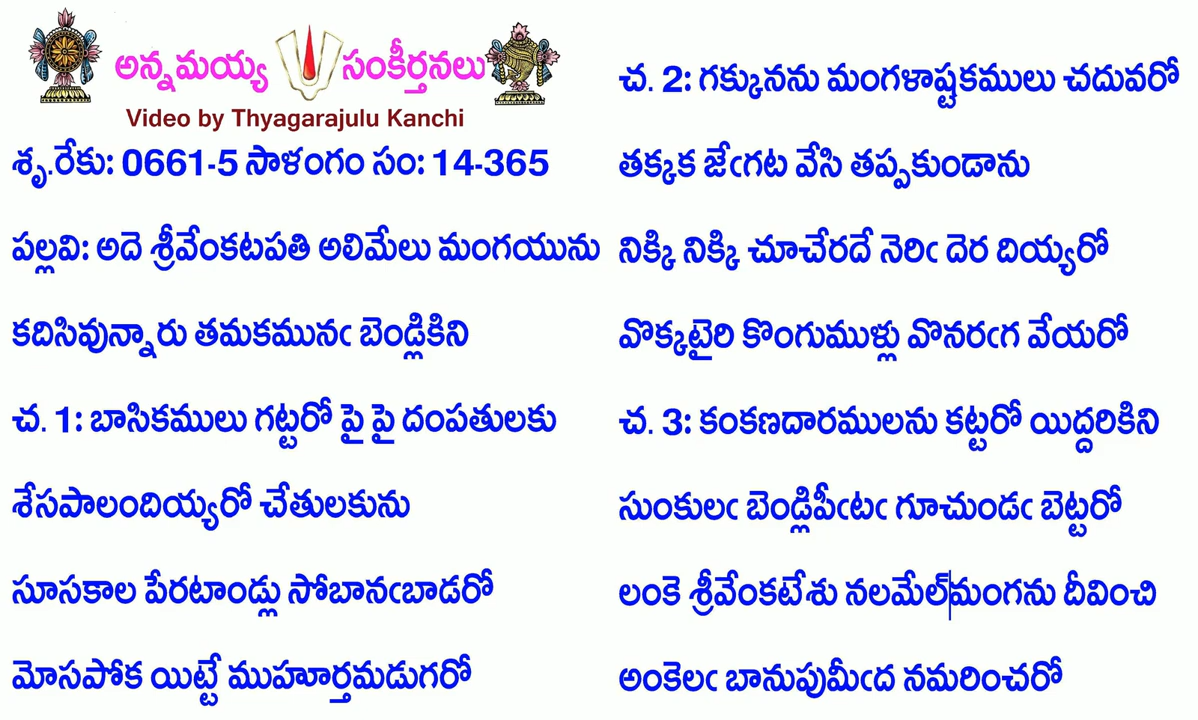 అన్నమయ్య సంకీర్తనలు
Video by Thyagarajulu Kanchi
శృ.రేకు: 0661-5 సాళంగం సం: 14-365
పల్లవి: అదె శ్రీవేంకటపతి అలిమేలు మంగయును
కదిసివున్నారు తమకమునఁ బెండ్లికిని
చ. 1: బాసికములు గట్టరో పై పై దంపతులకు
శేసపాలందియ్యరో చేతులకును
సూసకాల పేరటాండ్లు సోబానఁబాడరో
మోసపోక యిట్టే ముహూర్తమడుగరో
చ. 2: గక్కునను మంగళాష్టకములు చదువరో
తక్కక జేఁగట వేసి తప్పకుండాను
నిక్కి నిక్కి చూచేరదే నెరిఁ దెర దియ్యరో
వొక్కటైరి కొంగుముళ్లు వొనరఁగ వేయరో
చ. 3: కంకణదారములను కట్టరో యిద్దరికిని
సుంకులఁ బెండ్లిపీఁటఁ గూచుండఁ బెట్టరో
లంకె శ్రీవేంకటేశు నలమేల్‌మంగను దీవించి
అంకెలఁ బానుపుమీఁద నమరించరో